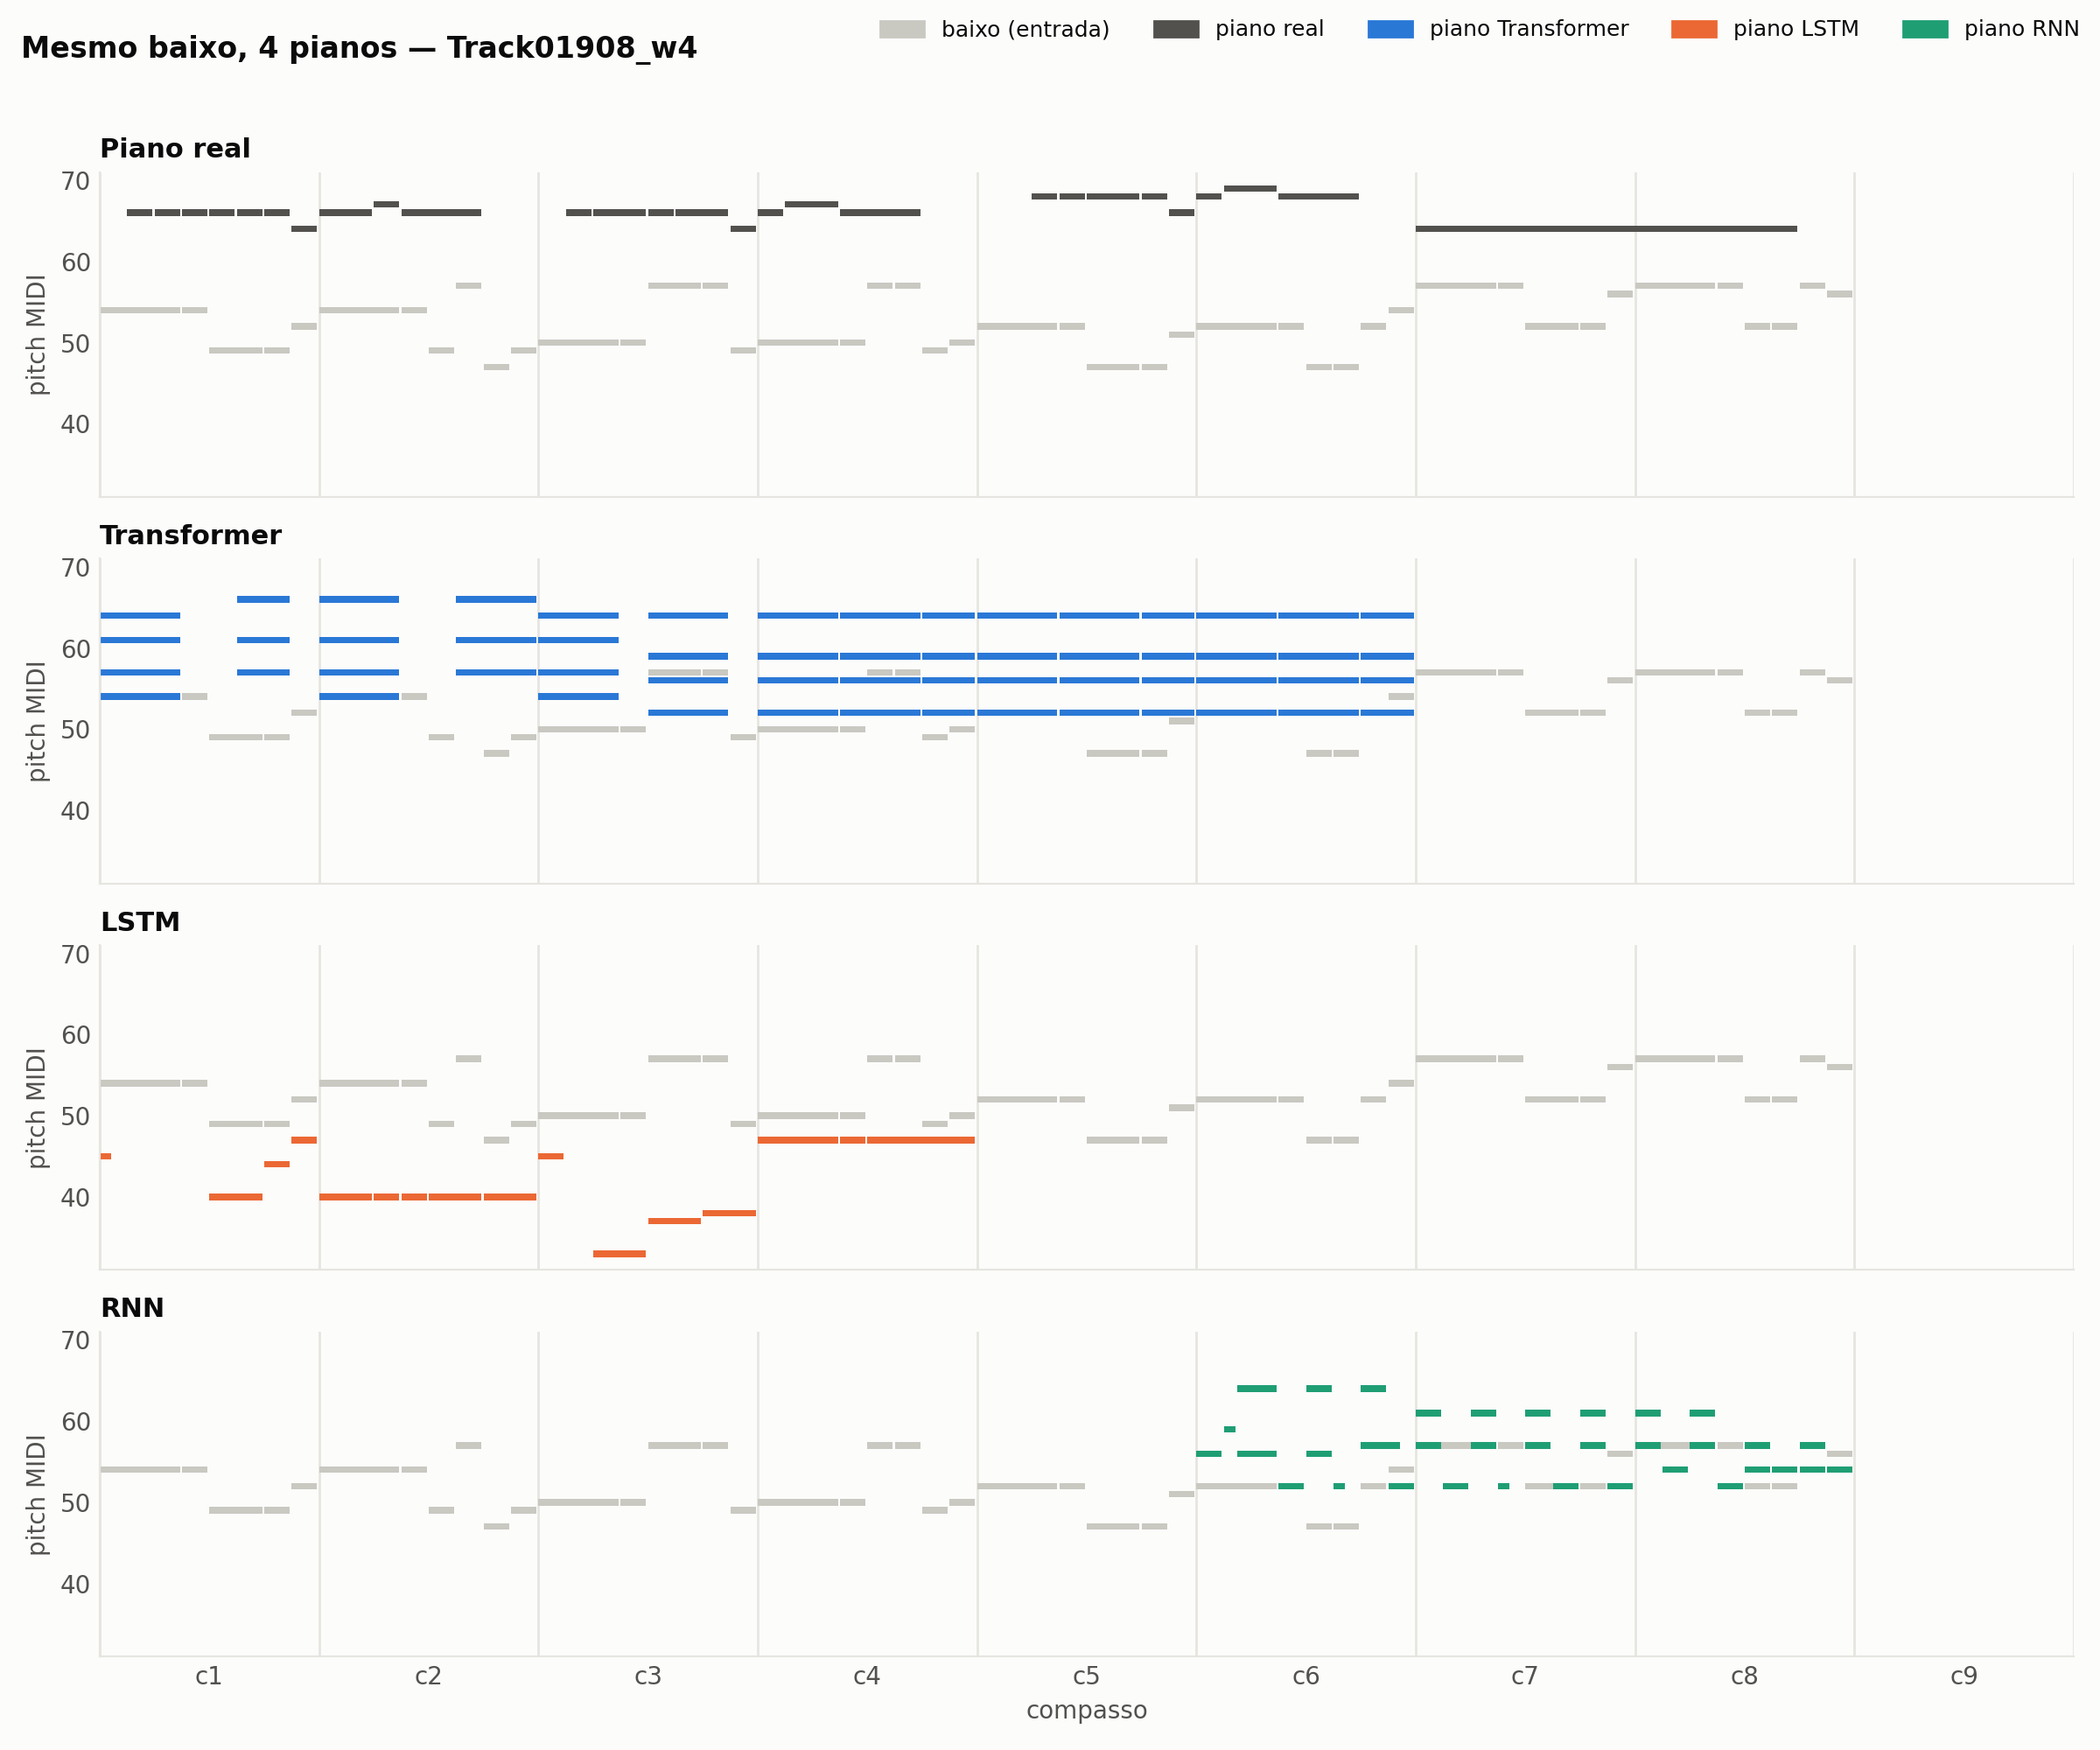 Mesmo baixo, 4 pianos — Track01908_w4
baixo (entrada) piano real piano Transformer piano LSTM piano RNN
Piano real
70
60
50
40
pitch MIDI
Transformer
70
60
50
40
pitch MIDI
LSTM
70
60
50
40
pitch MIDI
RNN
70
60
50
40
pitch MIDI
c1 c2 c3 c4 c5 c6 c7 c8 c9
compasso